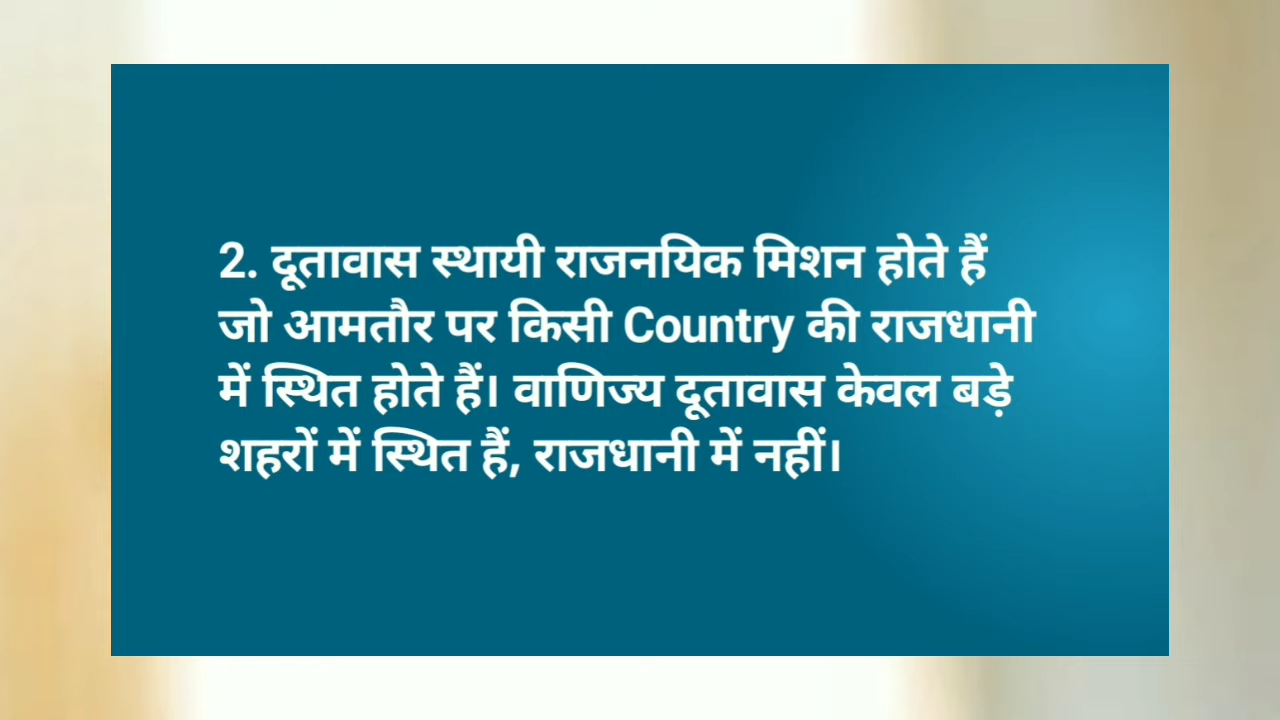 2. दूतावास स्थायी राजनयिक मिशन होते हैं
जो आमतौर पर किसी Country की राजधानी
में स्थित होते हैं। वाणिज्य दूतावास केवल बड़े
शहरों में स्थित हैं, राजधानी में नहीं।